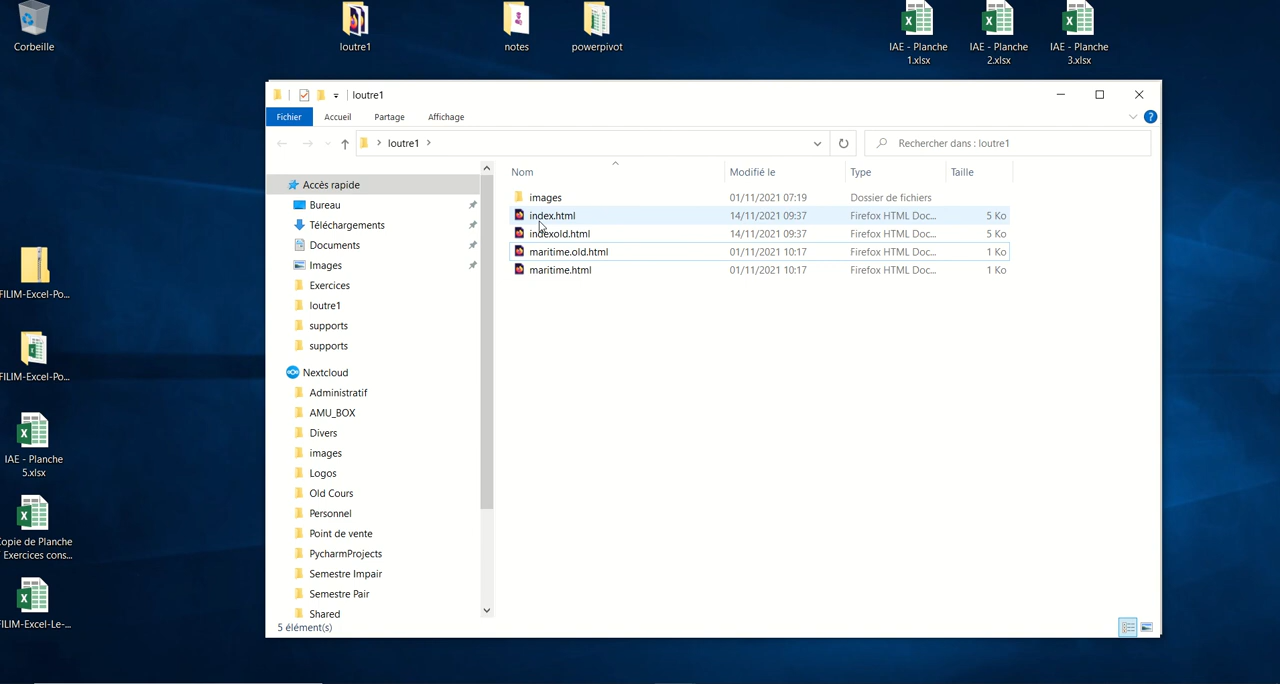 Corbeille
loutre1
notes
powerpivot
IAE - Planche
1.xlsx
IAE - Planche
2.xlsx
IAE - Planche
3.xlsx
FILIM-Excel-Po...
FILIM-Excel-Po...
IAE - Planche
5.xlsx
Copie de Planche
Exercices cons...
FILIM-Excel-Le-...
loutre1
Fichier
Accueil
Partage
Affichage
?
loutre1
Rechercher dans : loutre1
Accès rapide
Bureau
Téléchargements
Documents
Images
Exercices
loutre1
supports
supports
Nextcloud
Administratif
AMU_BOX
Divers
images
Logos
Old Cours
Personnel
Point de vente
PycharmProjects
Semestre Impair
Semestre Pair
Shared
Nom Modifié le Type Taille
images 01/11/2021 07:19 Dossier de fichiers
index.html 14/11/2021 09:37 Firefox HTML Doc... 5 Ko
indexold.html 14/11/2021 09:37 Firefox HTML Doc... 5 Ko
maritime.old.html 01/11/2021 10:17 Firefox HTML Doc... 1 Ko
maritime.html 01/11/2021 10:17 Firefox HTML Doc... 1 Ko
5 élément(s)